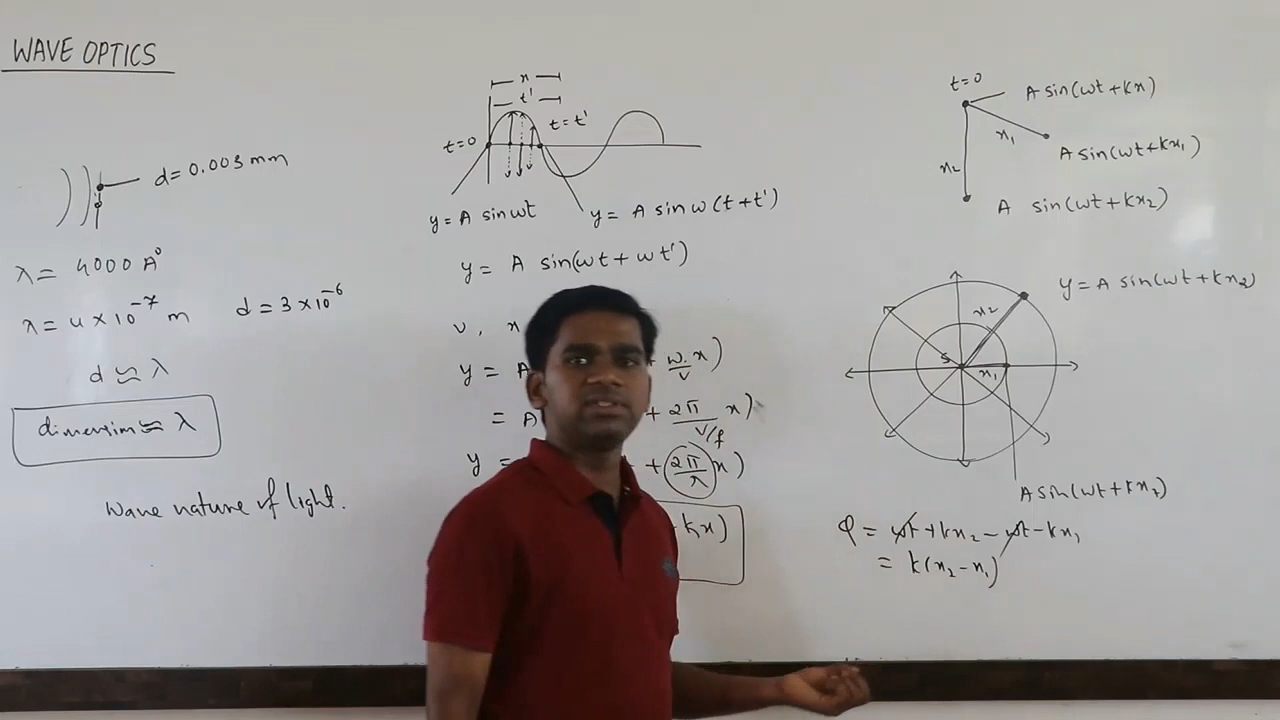 WAVE OPTICS
d = 0.003 mm
λ = 4000 A°
λ = 4 × 10⁻⁷ m
d = 3 × 10⁻⁶
d ≃ λ
dimension ≃ λ
Wave nature of light.
x
t'
t = 0
t = t'
y = A sin ωt
y = A sin ω (t + t')
y = A sin(ωt + ωt')
v, x
y = A + ω/v . x)
= A + 2π/(v/f) x)
y = + (2π/λ) x)
kx)
t = 0
A sin(ωt + kx)
x₁
A sin(ωt + kx₁)
x₂
A sin(ωt + kx₂)
y = A sin(ωt + kx₂)
x₂
S
x₁
A sin(ωt + kx₁)
φ = ωt + kx₂ − ωt − kx₁
= k(x₂ − x₁)